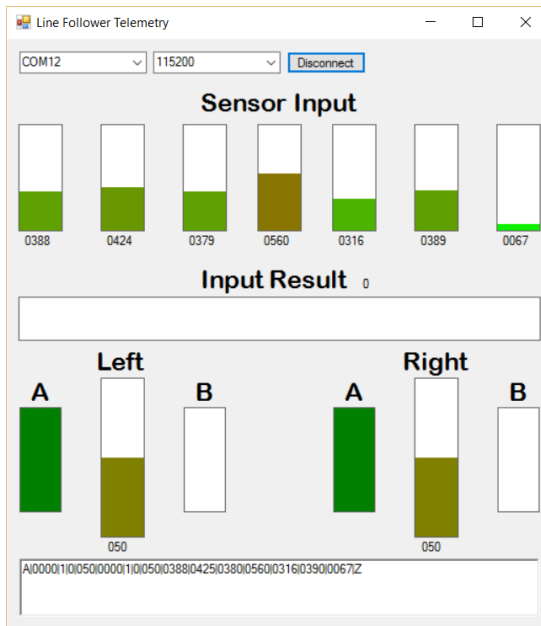 Line Follower Telemetry
COM12 115200 Disconnect
Sensor Input
0388 0424 0379 0560 0316 0389 0067
Input Result 0
Left Right
A B A B
050 050
A|0000|1|0|050|0000|1|0|050|0388|0425|0380|0560|0316|0390|0067|Z